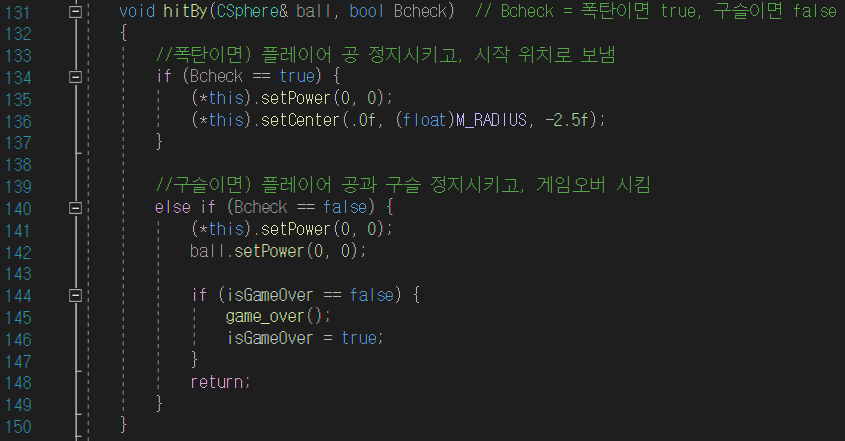 131 void hitBy(CSphere& ball, bool Bcheck) // Bcheck = 폭탄이면 true, 구슬이면 false
132 {
133 //폭탄이면) 플레이어 공 정지시키고, 시작 위치로 보냄
134 if (Bcheck == true) {
135 (*this).setPower(0, 0);
136 (*this).setCenter(.0f, (float)M_RADIUS, -2.5f);
137 }
138
139 //구슬이면) 플레이어 공과 구슬 정지시키고, 게임오버 시킴
140 else if (Bcheck == false) {
141 (*this).setPower(0, 0);
142 ball.setPower(0, 0);
143
144 if (isGameOver == false) {
145 game_over();
146 isGameOver = true;
147 }
148 return;
149 }
150 }